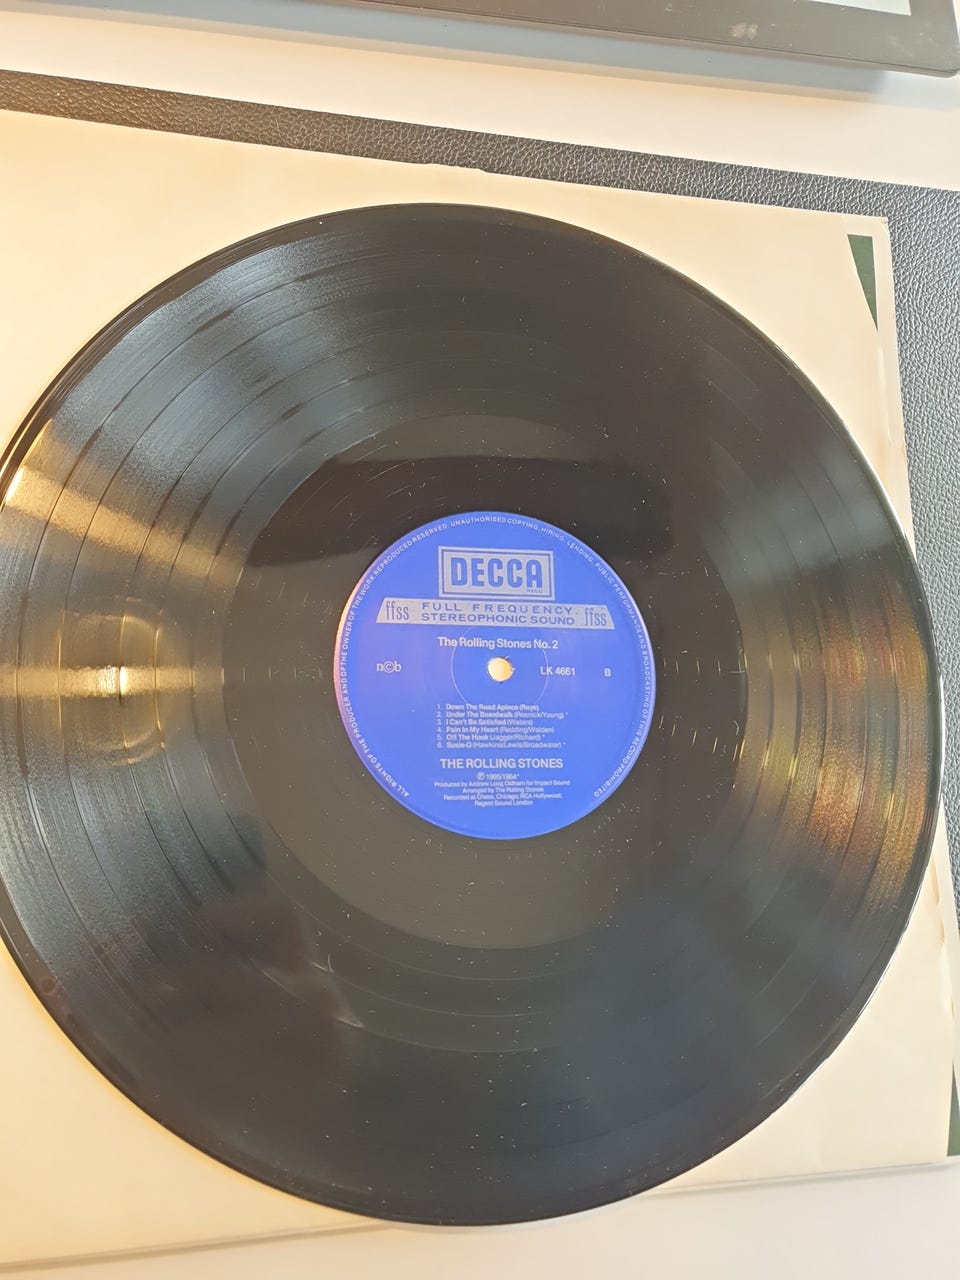 ALL RIGHTS OF THE PRODUCER AND OF THE OWNER OF THE WORK REPRODUCED RESERVED. UNAUTHORISED COPYING, HIRING, LENDING, PUBLIC PERFORMANCE AND BROADCASTING OF THIS RECORD PROHIBITED
DECCA
ffss FULL FREQUENCY ffss
STEREOPHONIC SOUND
The Rolling Stones No. 2
n©b LK 4661 B
1. Down The Road Apiece (Raye)
2. Under The Boardwalk (Resnick/Young) *
3. I Can't Be Satisfied (Waters)
4. Pain In My Heart (Redding/Walden)
5. Off The Hook (Jagger/Richard) *
6. Susie-Q (Hawkins/Lewis/Broadwater) *
THE ROLLING STONES
℗ 1965/1964*
Produced by Andrew Loog Oldham for Impact Sound
Arranged by The Rolling Stones
Recorded at Chess, Chicago; RCA Hollywood;
Regent Sound London